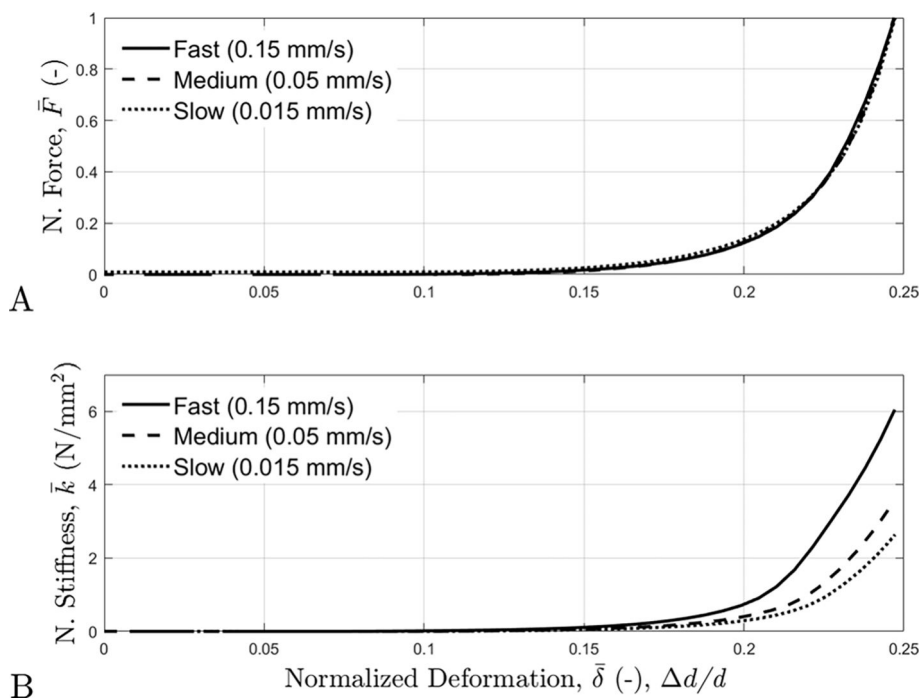 1
0.8
0.6
0.4
0.2
0
N. Force, F̄ (-)
Fast (0.15 mm/s)
Medium (0.05 mm/s)
Slow (0.015 mm/s)
0 0.05 0.1 0.15 0.2 0.25
A
6
4
2
0
N. Stiffness, k̄ (N/mm²)
Fast (0.15 mm/s)
Medium (0.05 mm/s)
Slow (0.015 mm/s)
0 0.05 0.1 0.15 0.2 0.25
B
Normalized Deformation, δ̄ (-), Δd/d